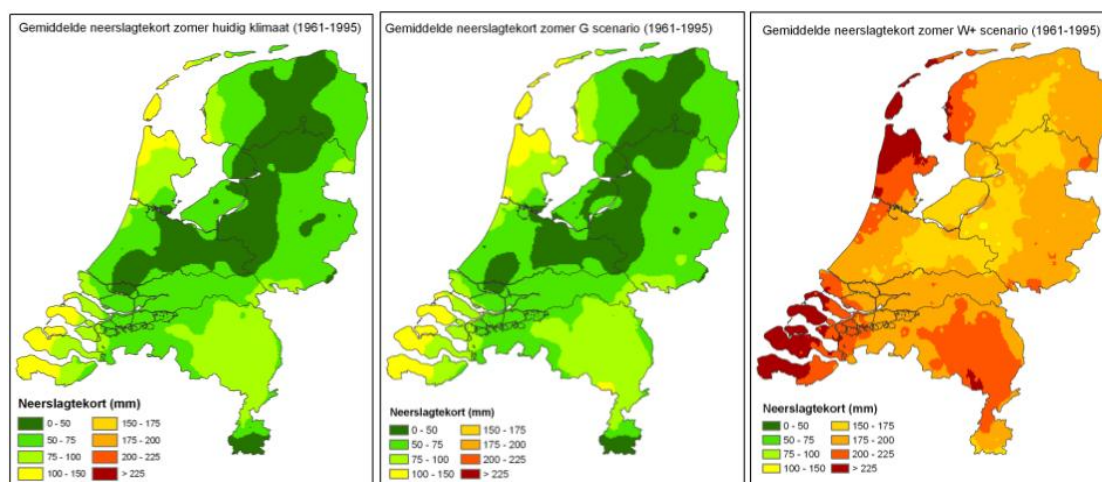 Gemiddelde neerslagtekort zomer huidig klimaat (1961-1995)
Neerslagtekort (mm)
0 - 50
50 - 75
75 - 100
100 - 150
150 - 175
175 - 200
200 - 225
> 225
Gemiddelde neerslagtekort zomer G scenario (1961-1995)
Neerslagtekort (mm)
0 - 50
50 - 75
75 - 100
100 - 150
150 - 175
175 - 200
200 - 225
> 225
Gemiddelde neerslagtekort zomer W+ scenario (1961-1995)
Neerslagtekort (mm)
0 - 50
50 - 75
75 - 100
100 - 150
150 - 175
175 - 200
200 - 225
> 225